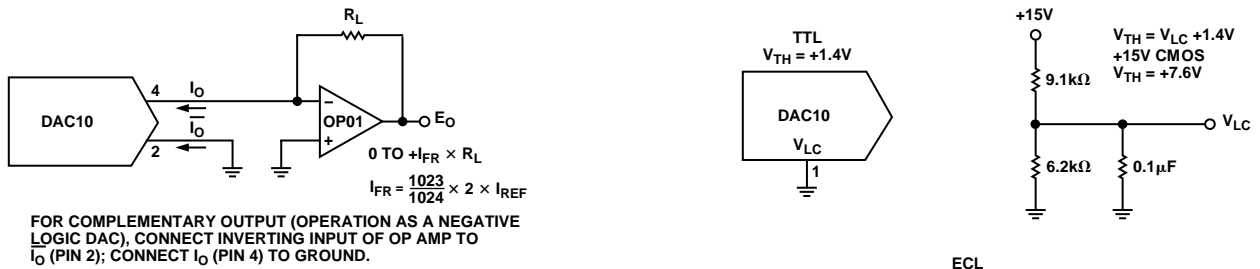 R_L
4
I_O
DAC10
I̅_O̅
2
−
OP01
+
E_O
0 TO +I_FR × R_L
I_FR = 1023/1024 × 2 × I_REF
FOR COMPLEMENTARY OUTPUT (OPERATION AS A NEGATIVE
LOGIC DAC), CONNECT INVERTING INPUT OF OP AMP TO
I̅_O̅ (PIN 2); CONNECT I_O (PIN 4) TO GROUND.
TTL
V_TH = +1.4V
DAC10
V_LC
1
+15V
V_TH = V_LC +1.4V
+15V CMOS
V_TH = +7.6V
9.1kΩ
V_LC
6.2kΩ
0.1μF
ECL